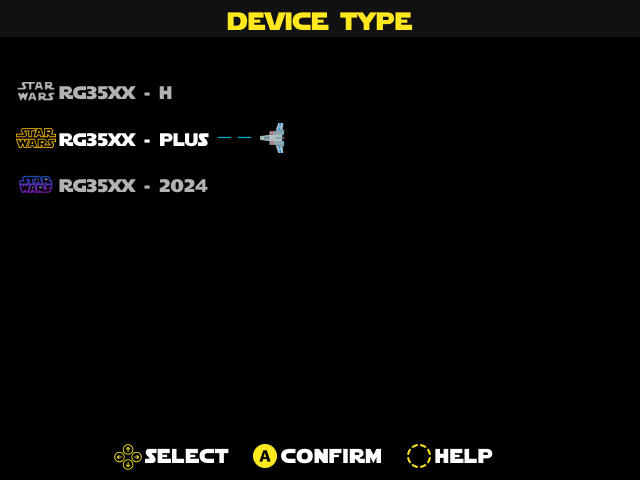 DEVICE TYPE
STAR WARS RG35XX - H
STAR WARS RG35XX - PLUS
STAR WARS RG35XX - 2024
SELECT A CONFIRM HELP